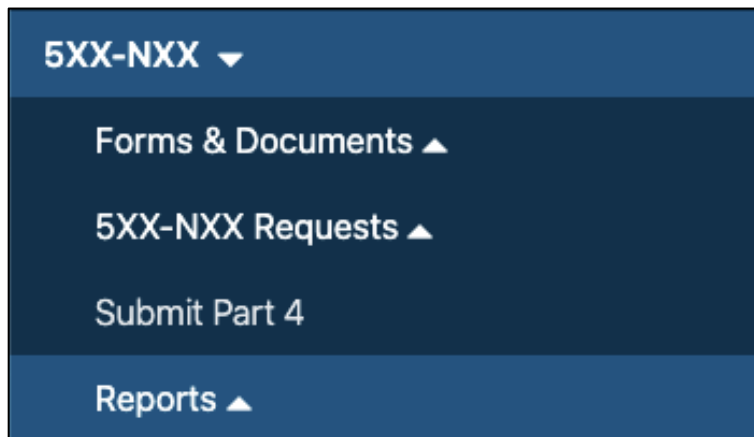 5XX-NXX
Forms & Documents
5XX-NXX Requests
Submit Part 4
Reports